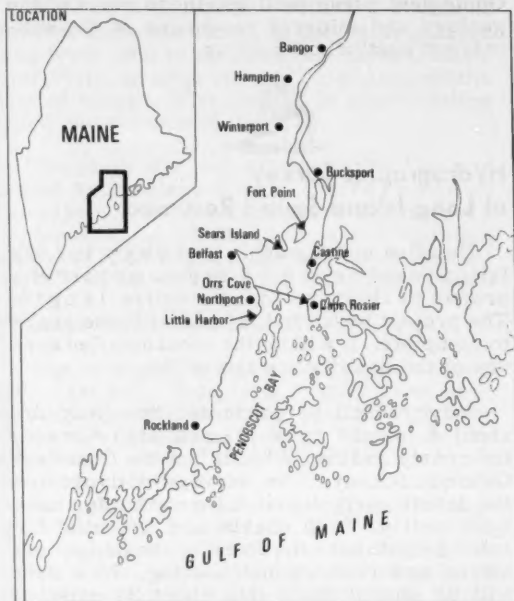 LOCATION
MAINE
Bangor
Hampden
Winterport
Bucksport
Fort Point
Sears Island
Belfast
Castine
Orrs Cove
Northport
Cape Rosier
Little Harbor
PENOBSCOT BAY
Rockland
GULF OF MAINE